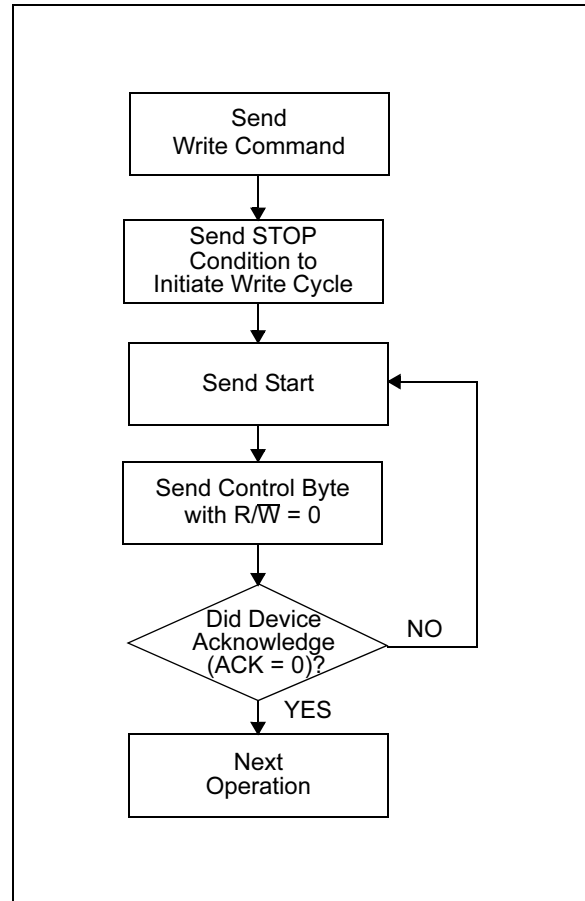 Send
Write Command
Send STOP
Condition to
Initiate Write Cycle
Send Start
Send Control Byte
with R/W̅ = 0
Did Device
Acknowledge
(ACK = 0)?
NO
YES
Next
Operation